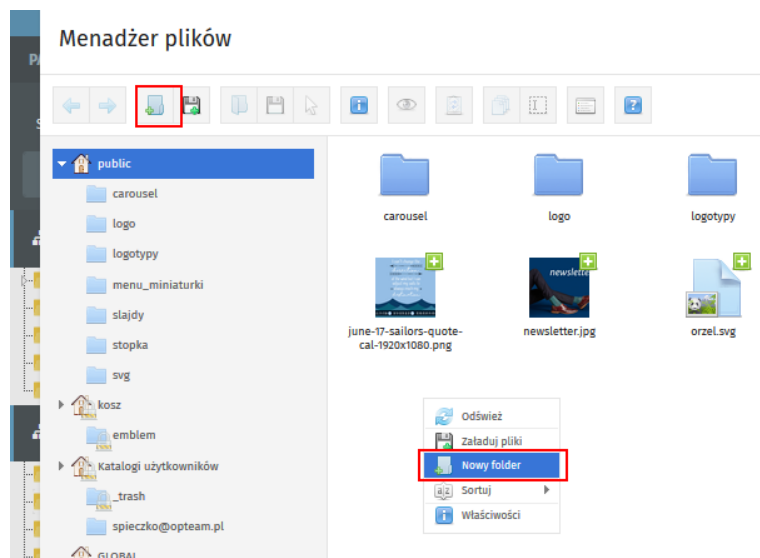 Menadżer plików
public
carousel
logo
logotypy
menu_miniaturki
slajdy
stopka
svg
kosz
emblem
Katalogi użytkowników
_trash
spieczko@opteam.pl
GLOBAL
carousel
logo
logotypy
newsletter
june-17-sailors-quote-
cal-1920x1080.png
newsletter.jpg
orzel.svg
Odśwież
Załaduj pliki
Nowy folder
a|z Sortuj
Właściwości